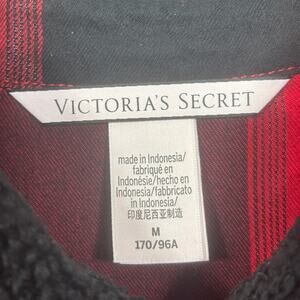 VICTORIA'S SECRET
made in Indonesia/
fabriqué en
Indonésie/hecho en
Indonesia/fabbricato
in Indonesia/
印度尼西亚制造
M
170/96A